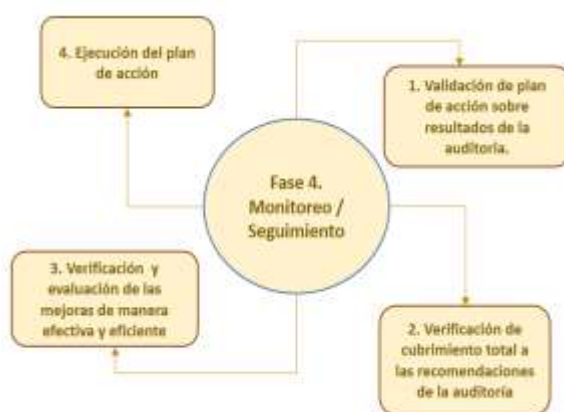 4. Ejecución del plan
de acción
1. Validación de plan
de acción sobre
resultados de la
auditoría.
Fase 4.
Monitoreo /
Seguimiento
3. Verificación y
evaluación de las
mejoras de manera
efectiva y eficiente
2. Verificación de
cubrimiento total a
las recomendaciones
de la auditoría